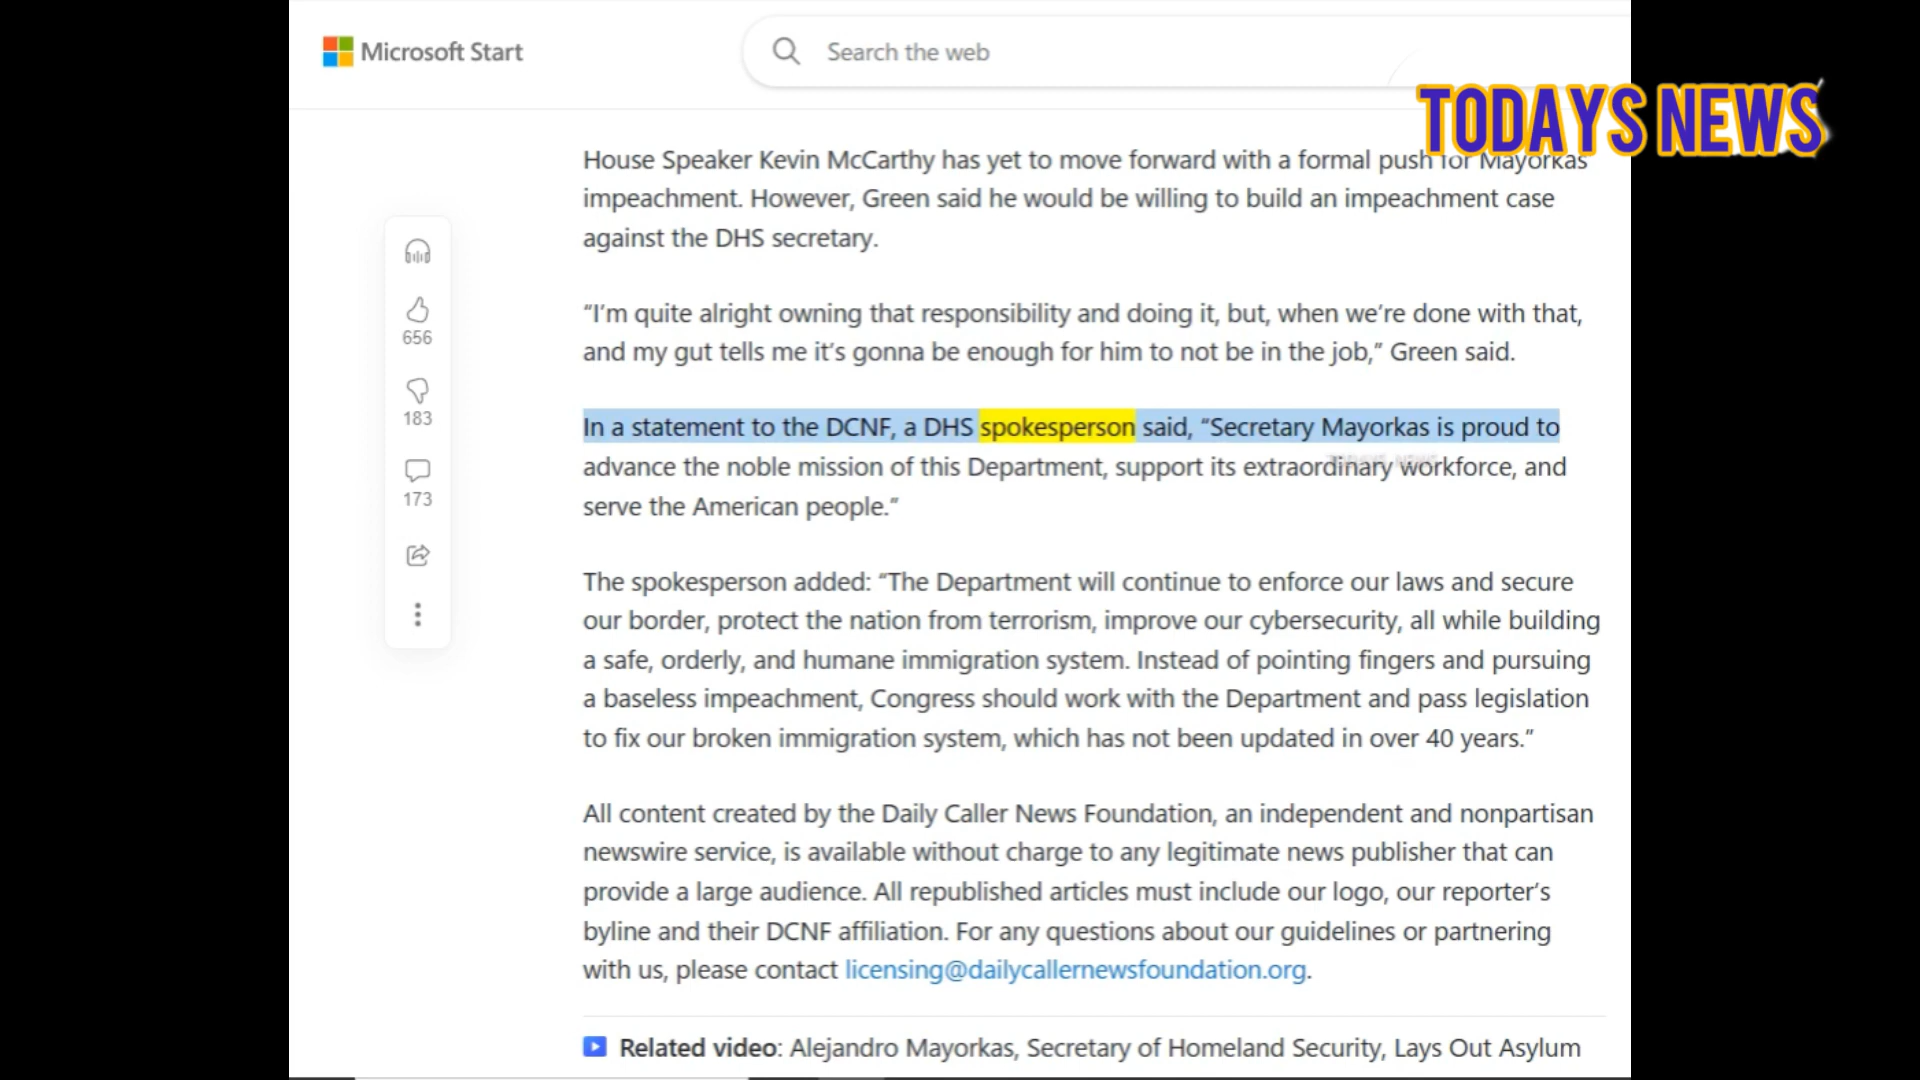 Microsoft Start
Search the web
TODAYS NEWS
House Speaker Kevin McCarthy has yet to move forward with a formal push for Mayorkas
impeachment. However, Green said he would be willing to build an impeachment case
against the DHS secretary.
“I’m quite alright owning that responsibility and doing it, but, when we’re done with that,
and my gut tells me it’s gonna be enough for him to not be in the job,” Green said.
In a statement to the DCNF, a DHS spokesperson said, “Secretary Mayorkas is proud to
advance the noble mission of this Department, support its extraordinary workforce, and
serve the American people.”
The spokesperson added: “The Department will continue to enforce our laws and secure
our border, protect the nation from terrorism, improve our cybersecurity, all while building
a safe, orderly, and humane immigration system. Instead of pointing fingers and pursuing
a baseless impeachment, Congress should work with the Department and pass legislation
to fix our broken immigration system, which has not been updated in over 40 years.”
All content created by the Daily Caller News Foundation, an independent and nonpartisan
newswire service, is available without charge to any legitimate news publisher that can
provide a large audience. All republished articles must include our logo, our reporter’s
byline and their DCNF affiliation. For any questions about our guidelines or partnering
with us, please contact licensing@dailycallernewsfoundation.org.
Related video: Alejandro Mayorkas, Secretary of Homeland Security, Lays Out Asylum
656
183
173